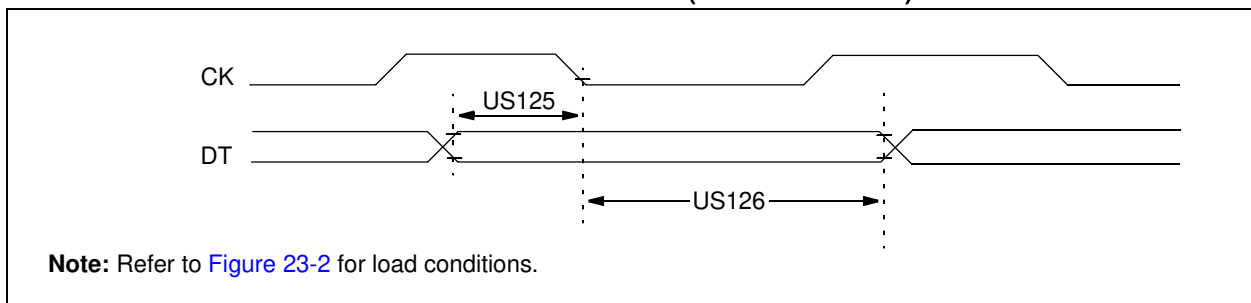 CK
US125
DT
US126
Note: Refer to Figure 23-2 for load conditions.